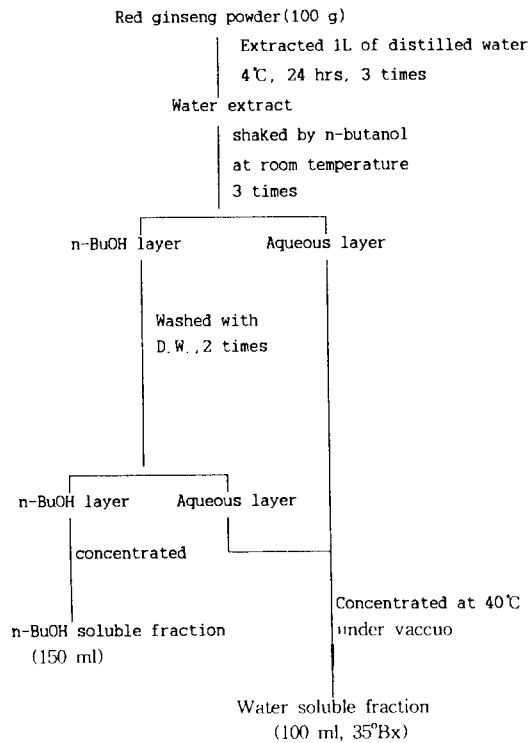 Red ginseng powder(100 g)
Extracted 1L of distilled water
4℃, 24 hrs, 3 times
Water extract
shaked by n-butanol
at room temperature
3 times
n-BuOH layer
Aqueous layer
Washed with
D.W.,2 times
n-BuOH layer
Aqueous layer
concentrated
Concentrated at 40℃
under vaccuo
n-BuOH soluble fraction
(150 ml)
Water soluble fraction
(100 ml, 35°Bx)